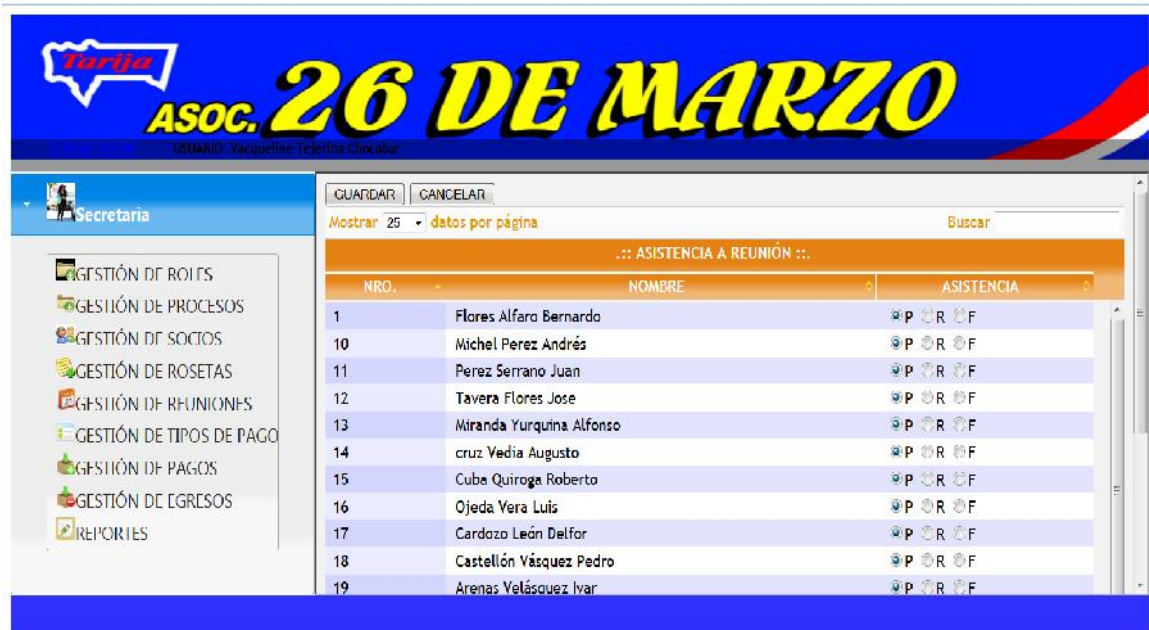 Tarija
ASOC. 26 DE MARZO
USUARIO: Yacqueline Tejerina Chocabar
Secretaria
GESTIÓN DE ROLES
GESTIÓN DE PROCESOS
GESTIÓN DE SOCIOS
GESTIÓN DE ROSETAS
GESTIÓN DE REUNIONES
GESTIÓN DE TIPOS DE PAGO
GESTIÓN DE PAGOS
GESTIÓN DE EGRESOS
REPORTES
GUARDAR CANCELAR
Mostrar 25 datos por página Buscar
.:: ASISTENCIA A REUNIÓN ::.
NRO. NOMBRE ASISTENCIA
1 Flores Alfaro Bernardo P R F
10 Michel Perez Andrés P R F
11 Perez Serrano Juan P R F
12 Tavera Flores Jose P R F
13 Miranda Yurquina Alfonso P R F
14 cruz Vedia Augusto P R F
15 Cuba Quiroga Roberto P R F
16 Ojeda Vera Luis P R F
17 Cardozo León Delfor P R F
18 Castellón Vásquez Pedro P R F
19 Arenas Velásquez Ivar P R F